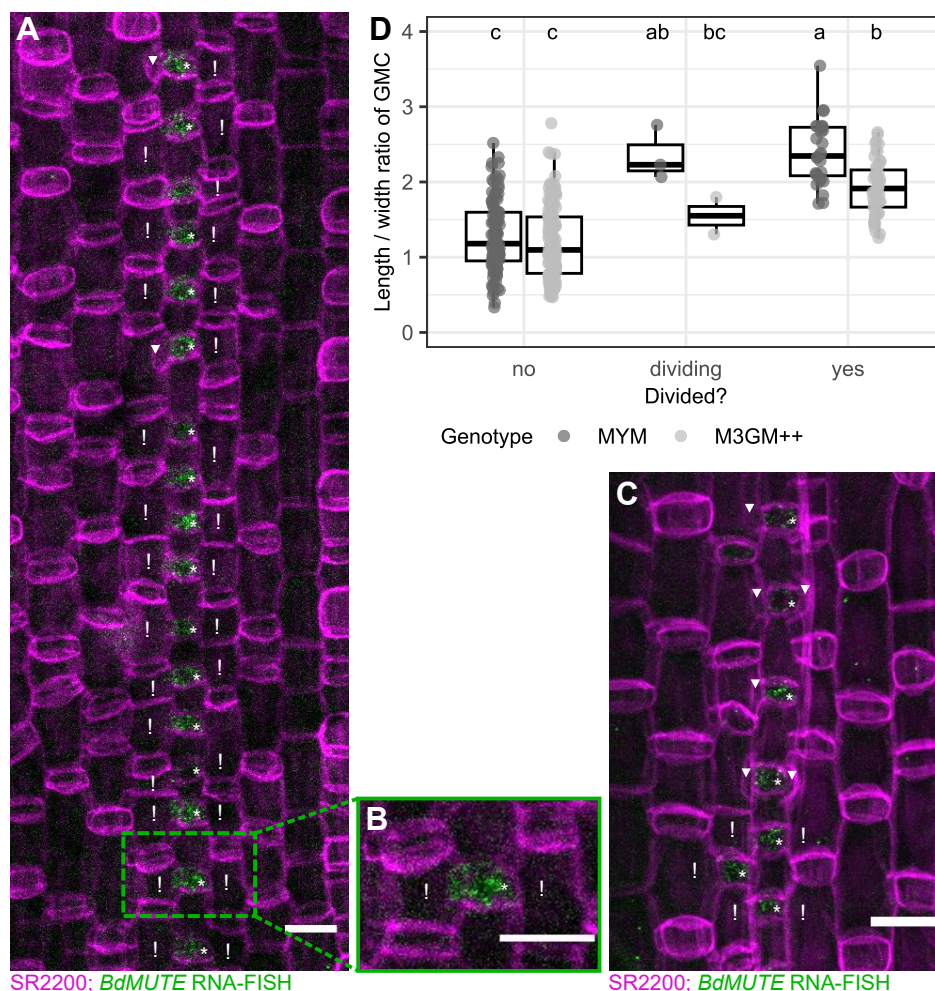 A
D
4
3
2
1
0
Length / width ratio of GMC
c c ab bc a b
no dividing yes
Divided?
Genotype MYM M3GM++
B
C
SR2200; BdMUTE RNA-FISH
SR2200; BdMUTE RNA-FISH